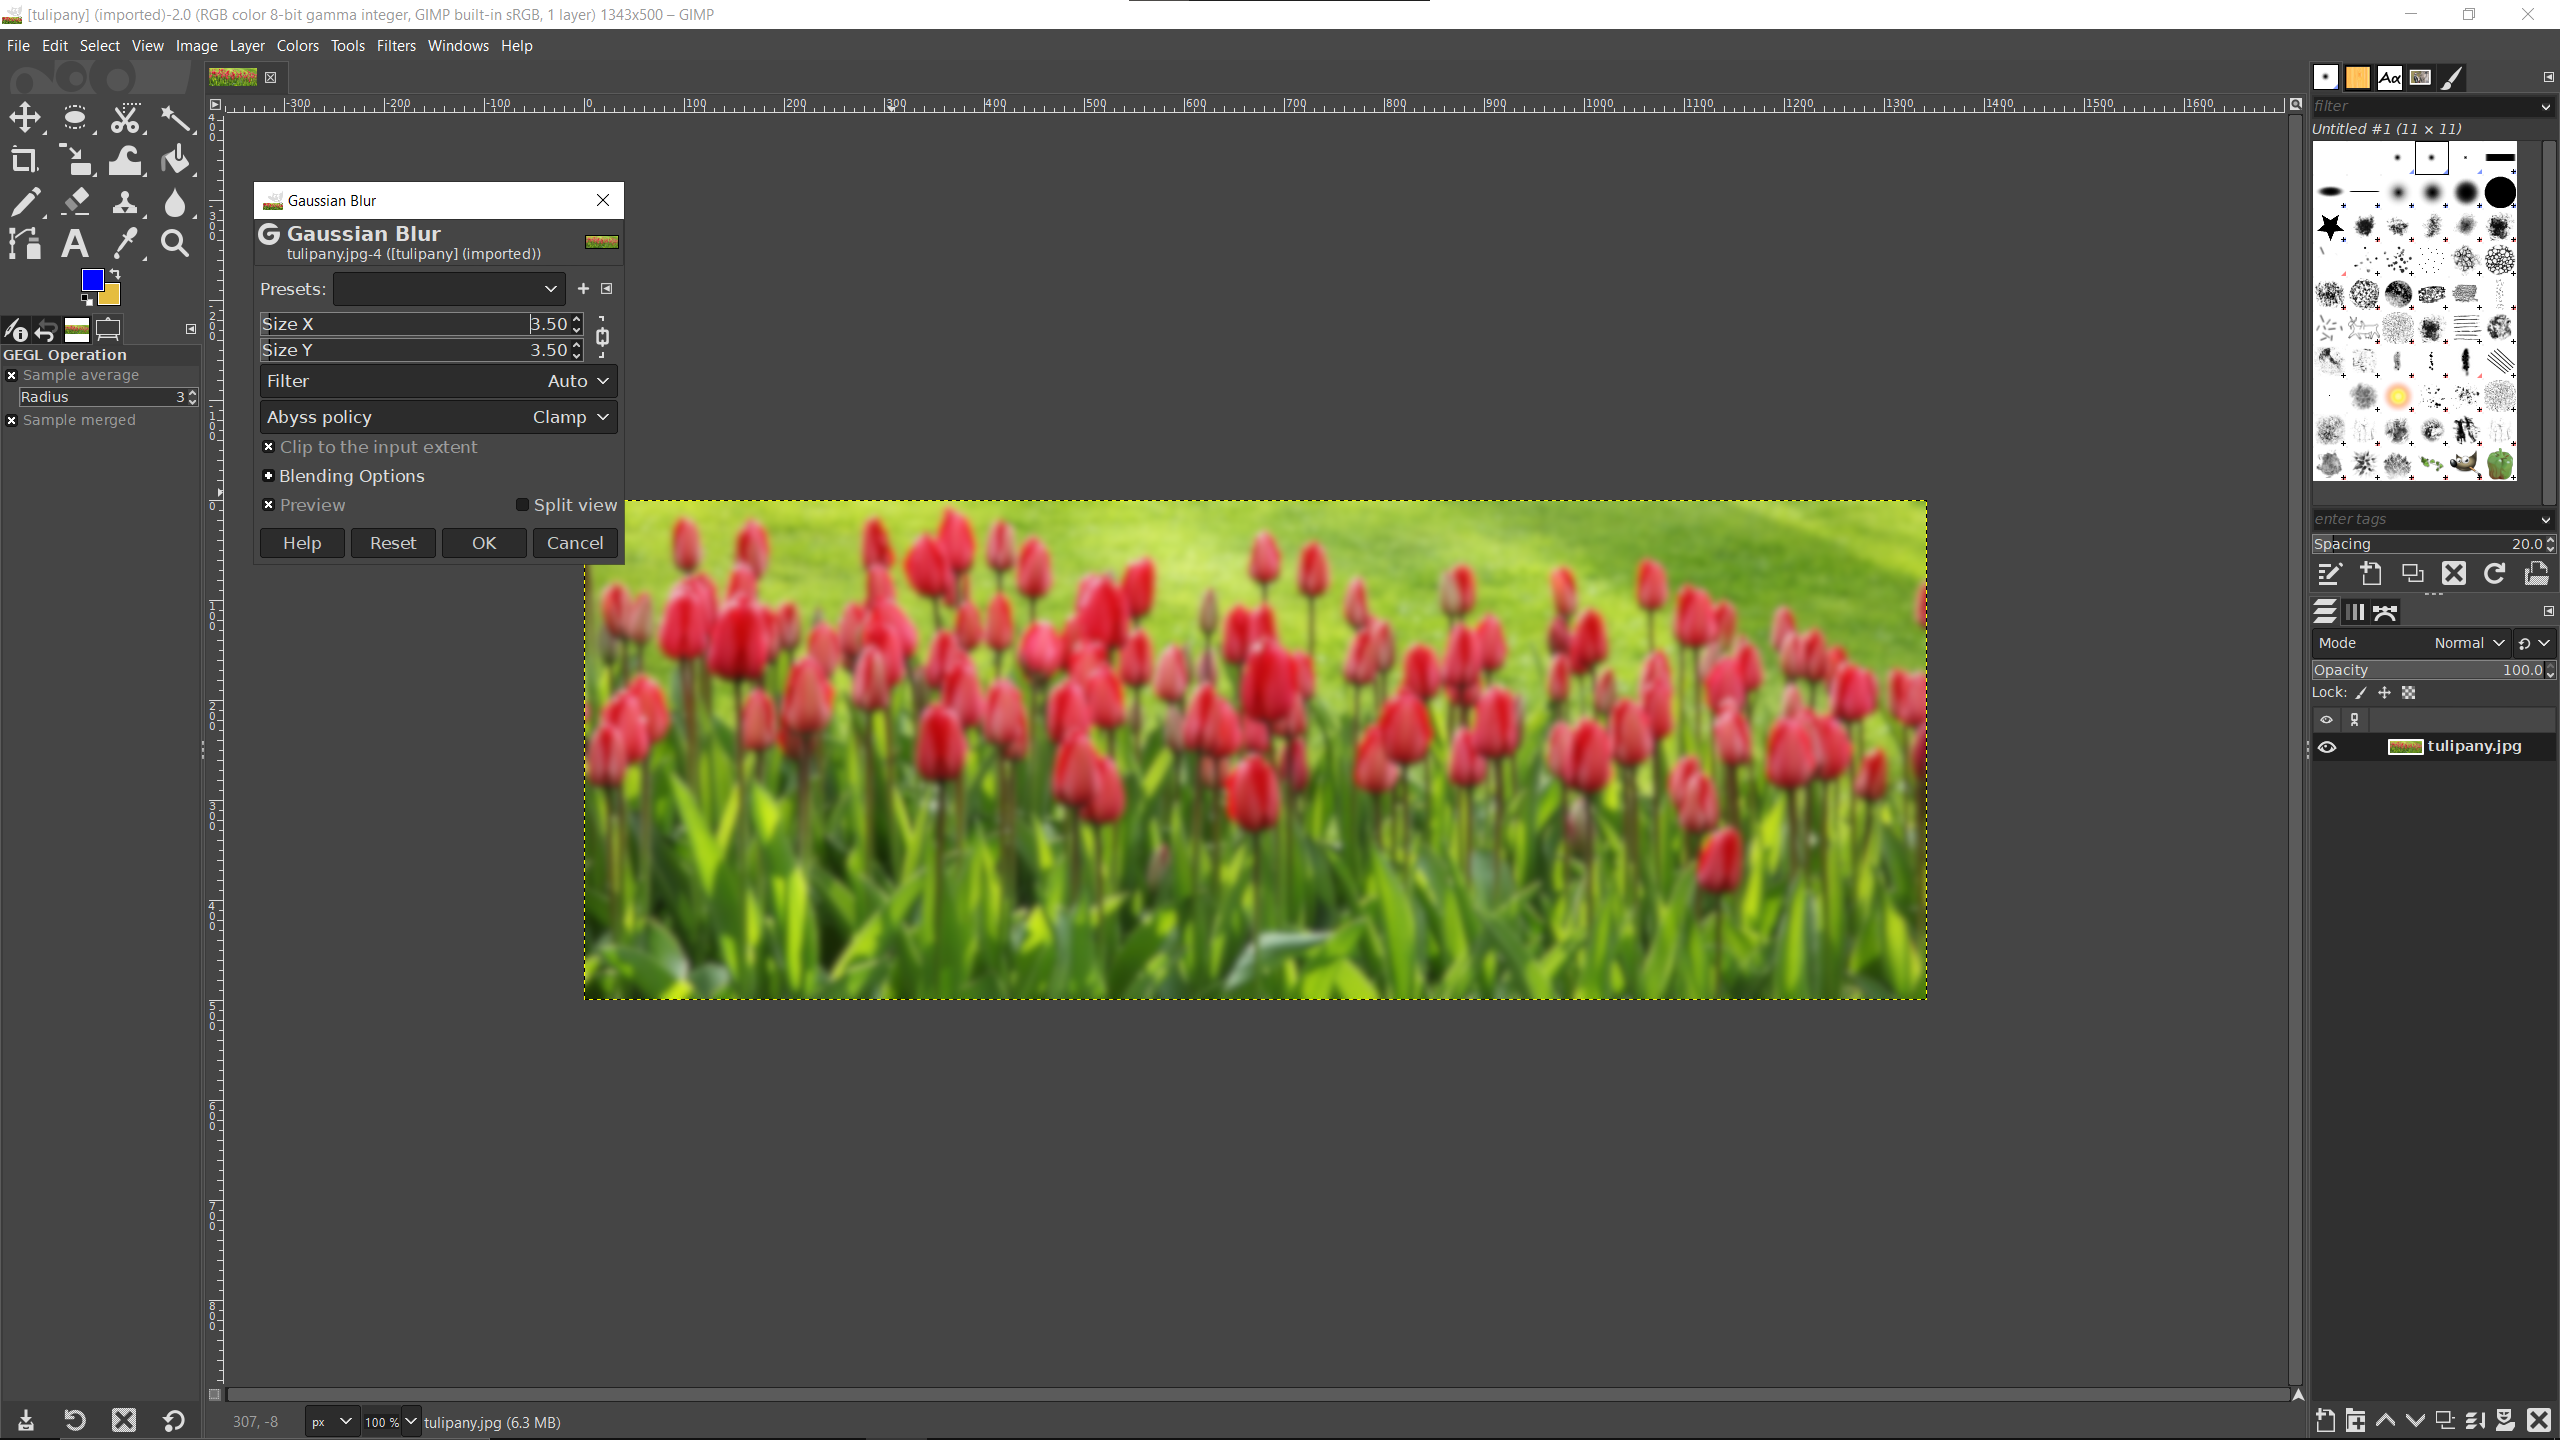 [tulipany] (imported)-2.0 (RGB color 8-bit gamma integer, GIMP built-in sRGB, 1 layer) 1343x500 – GIMP
File Edit Select View Image Layer Colors Tools Filters Windows Help
-300 -200 -100 0 100 200 300 400 500 600 700 800 900 1000 1100 1200 1300 1400 1500 1600
Gaussian Blur
Gaussian Blur
tulipany.jpg-4 ([tulipany] (imported))
Presets:
Size X 3.50
Size Y 3.50
Filter Auto
Abyss policy Clamp
Clip to the input extent
Blending Options
Preview Split view
Help Reset OK Cancel
GEGL Operation
Sample average
Radius 3
Sample merged
filter
Untitled #1 (11 × 11)
enter tags
Spacing 20.0
Mode Normal
Opacity 100.0
Lock:
tulipany.jpg
307, -8 px 100 % tulipany.jpg (6.3 MB)